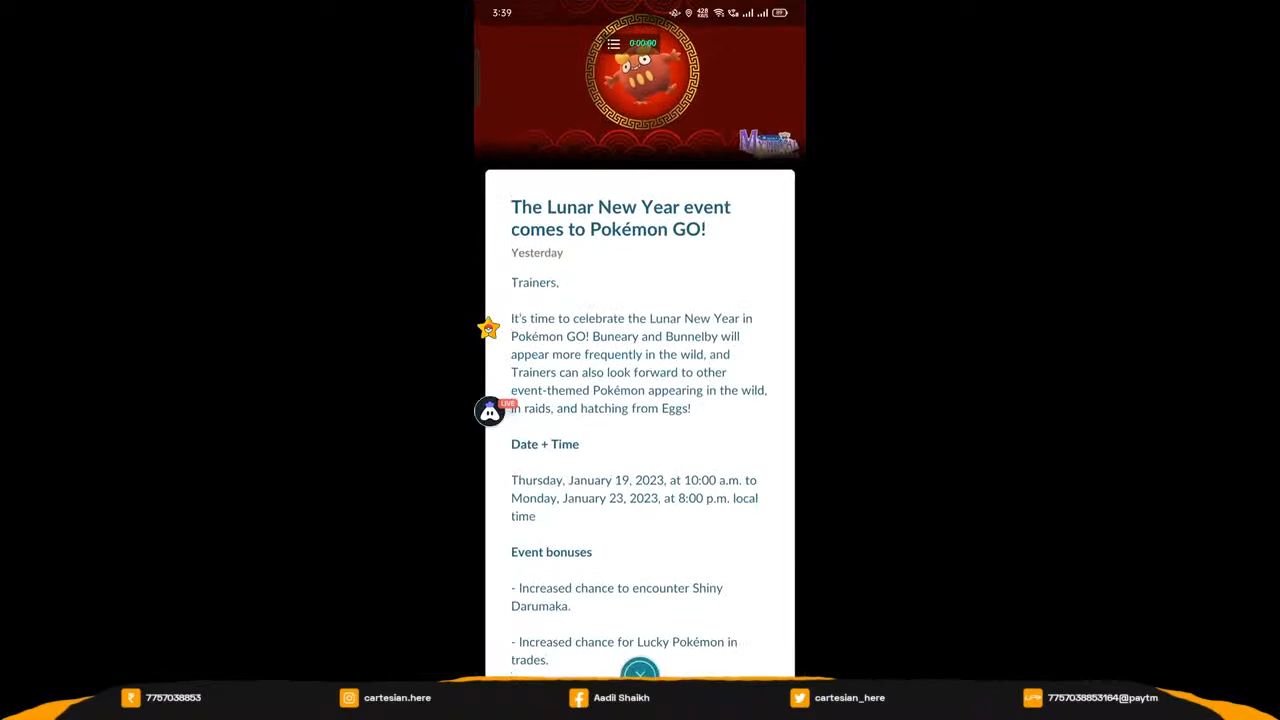 3:39
0:00:00
The Lunar New Year event
comes to Pokémon GO!
Yesterday
Trainers,
It's time to celebrate the Lunar New Year in
Pokémon GO! Buneary and Bunnelby will
appear more frequently in the wild, and
Trainers can also look forward to other
event-themed Pokémon appearing in the wild,
in raids, and hatching from Eggs!
LIVE
Date + Time
Thursday, January 19, 2023, at 10:00 a.m. to
Monday, January 23, 2023, at 8:00 p.m. local
time
Event bonuses
- Increased chance to encounter Shiny
Darumaka.
- Increased chance for Lucky Pokémon in
trades.
₹ 7757038853 cartesian.here Aadil Shaikh cartesian_here 7757038853164@paytm